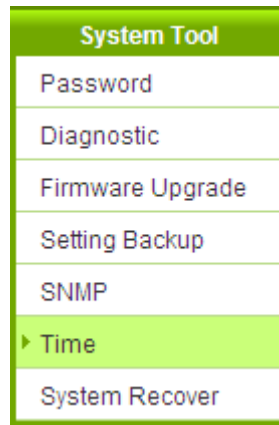 System Tool
Password
Diagnostic
Firmware Upgrade
Setting Backup
SNMP
Time
System Recover